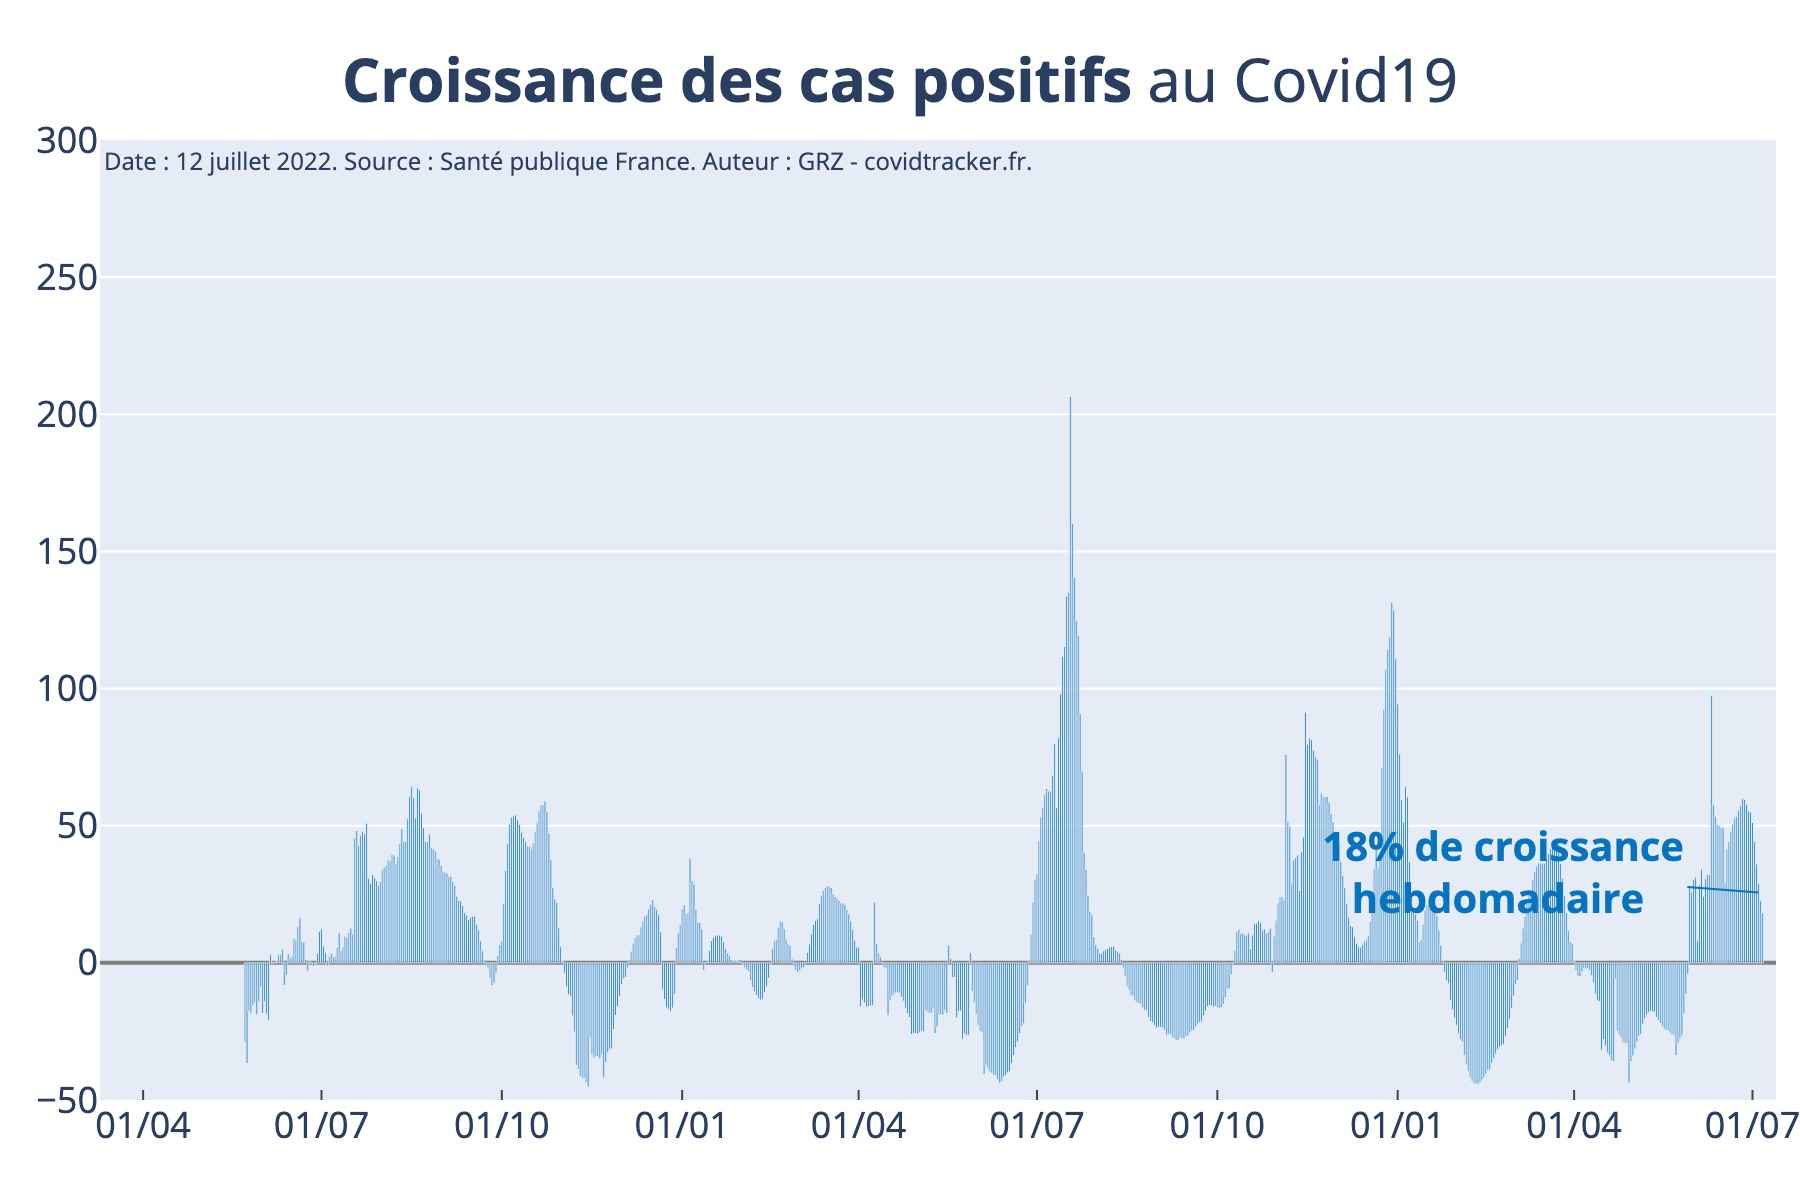 Croissance des cas positifs au Covid19
300
Date : 12 juillet 2022. Source : Santé publique France. Auteur : GRZ - covidtracker.fr.
250
200
150
100
50
18% de croissance
hebdomadaire
0
−50
01/04 01/07 01/10 01/01 01/04 01/07 01/10 01/01 01/04 01/07